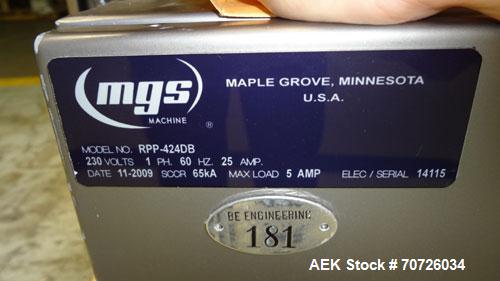 mgs
MACHINE
®
MAPLE GROVE, MINNESOTA
U.S.A.
MODEL NO. RPP-424DB
230 VOLTS 1 PH. 60 HZ. 25 AMP.
DATE 11-2009 SCCR 65kA MAX LOAD 5 AMP ELEC / SERIAL 14115
BE ENGINEERING
181
AEK Stock # 70726034